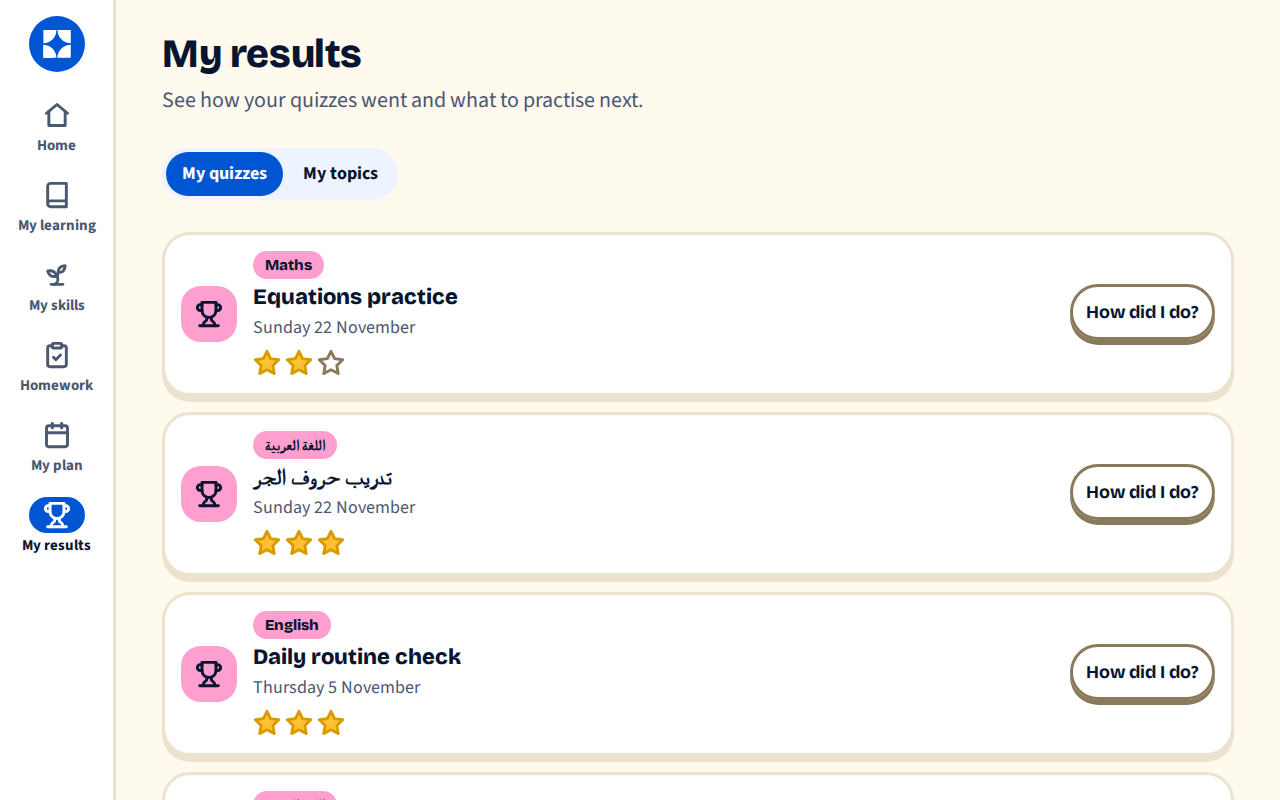 My results
See how your quizzes went and what to practise next.
My quizzes
My topics
Home
My learning
My skills
Homework
My plan
My results
Maths
Equations practice
Sunday 22 November
How did I do?
اللغة العربية
تدريب حروف الجر
Sunday 22 November
How did I do?
English
Daily routine check
Thursday 5 November
How did I do?